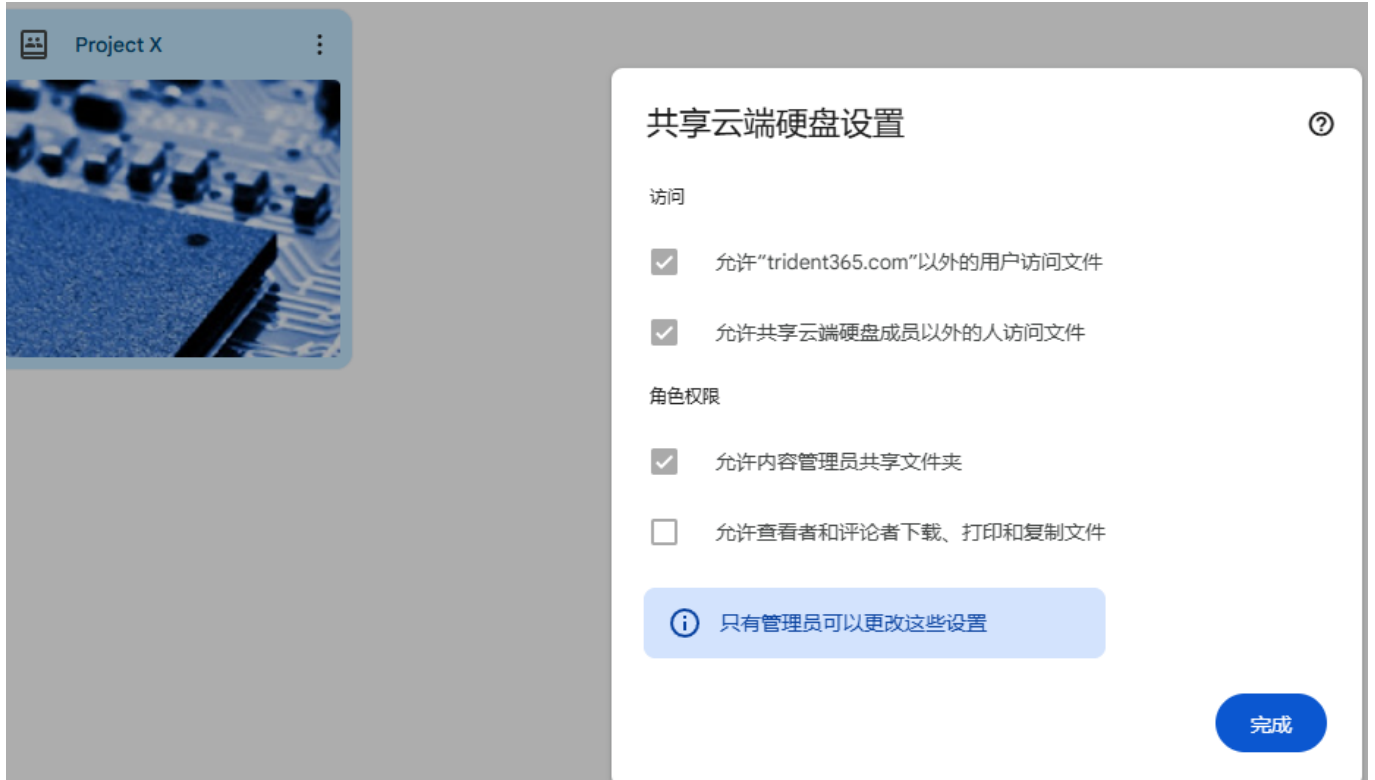 Project X
共享云端硬盘设置
访问
允许“trident365.com”以外的用户访问文件
允许共享云端硬盘成员以外的人访问文件
角色权限
允许内容管理员共享文件夹
允许查看者和评论者下载、打印和复制文件
只有管理员可以更改这些设置
完成